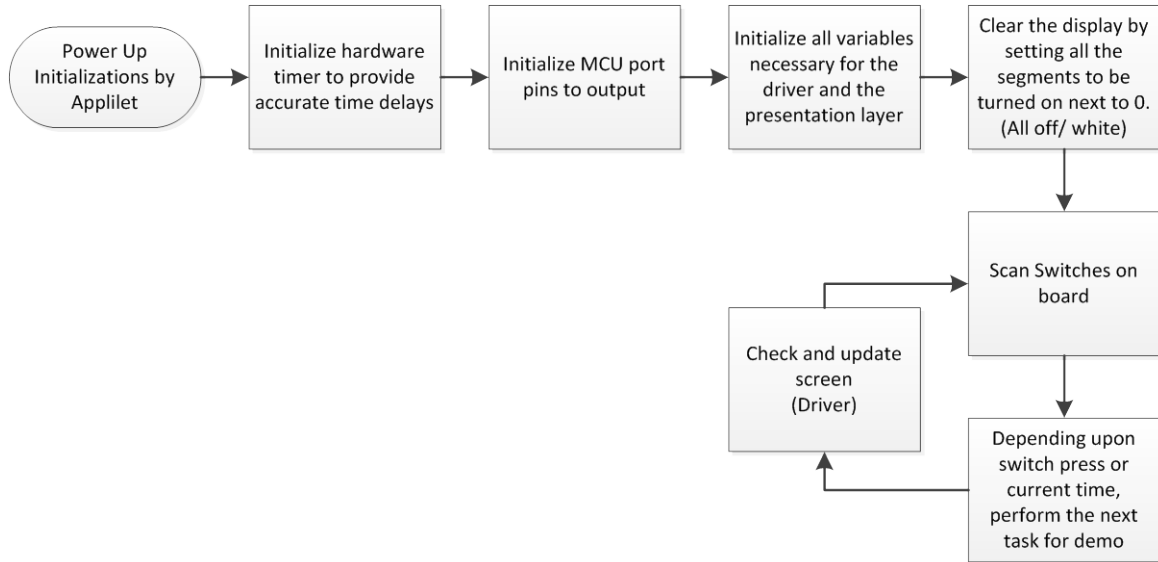 Power Up
Initializations by
Applilet
Initialize hardware
timer to provide
accurate time delays
Initialize MCU port
pins to output
Initialize all variables
necessary for the
driver and the
presentation layer
Clear the display by
setting all the
segments to be
turned on next to 0.
(All off/ white)
Scan Switches on
board
Depending upon
switch press or
current time,
perform the next
task for demo
Check and update
screen
(Driver)